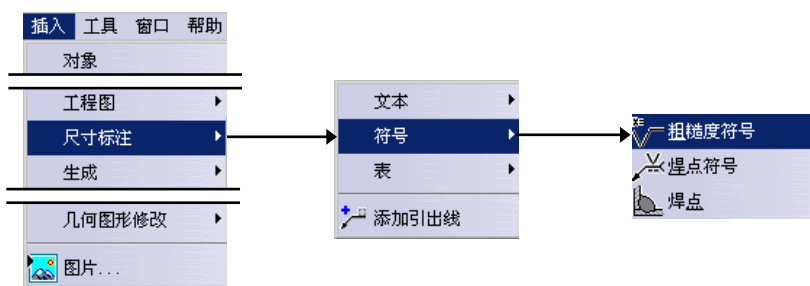 插入 工具 窗口 帮助
对象
工程图
尺寸标注
生成
几何图形修改
图片...
文本
符号
表
添加引出线
粗糙度符号
焊点符号
焊点